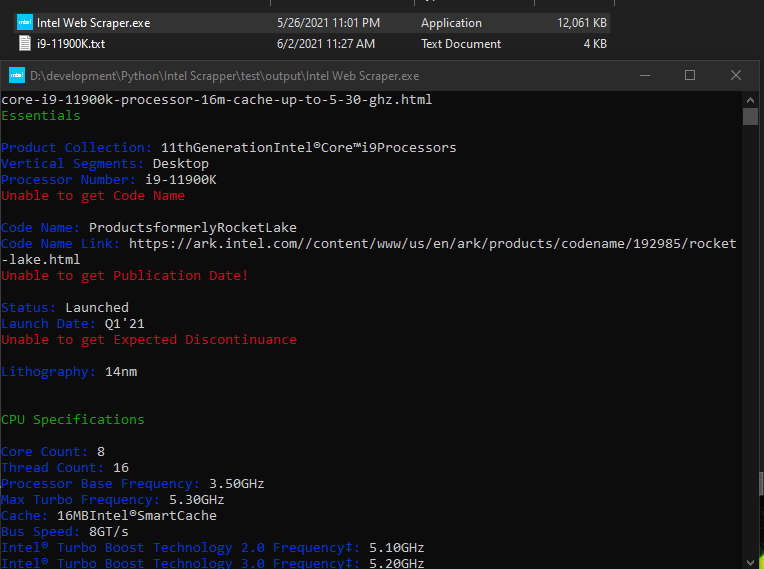 intel Intel Web Scraper.exe 5/26/2021 11:01 PM Application 12,061 KB
i9-11900K.txt 6/2/2021 11:27 AM Text Document 4 KB
intel D:\development\Python\Intel Scrapper\test\output\Intel Web Scraper.exe
core-i9-11900k-processor-16m-cache-up-to-5-30-ghz.html
Essentials
Product Collection: 11thGenerationIntel®Core™i9Processors
Vertical Segments: Desktop
Processor Number: i9-11900K
Unable to get Code Name
Code Name: ProductsformerlyRocketLake
Code Name Link: https://ark.intel.com//content/www/us/en/ark/products/codename/192985/rocket
-lake.html
Unable to get Publication Date!
Status: Launched
Launch Date: Q1'21
Unable to get Expected Discontinuance
Lithography: 14nm
CPU Specifications
Core Count: 8
Thread Count: 16
Processor Base Frequency: 3.50GHz
Max Turbo Frequency: 5.30GHz
Cache: 16MBIntel®SmartCache
Bus Speed: 8GT/s
Intel® Turbo Boost Technology 2.0 Frequency‡: 5.10GHz
Intel® Turbo Boost Technology 3.0 Frequency‡: 5.20GHz